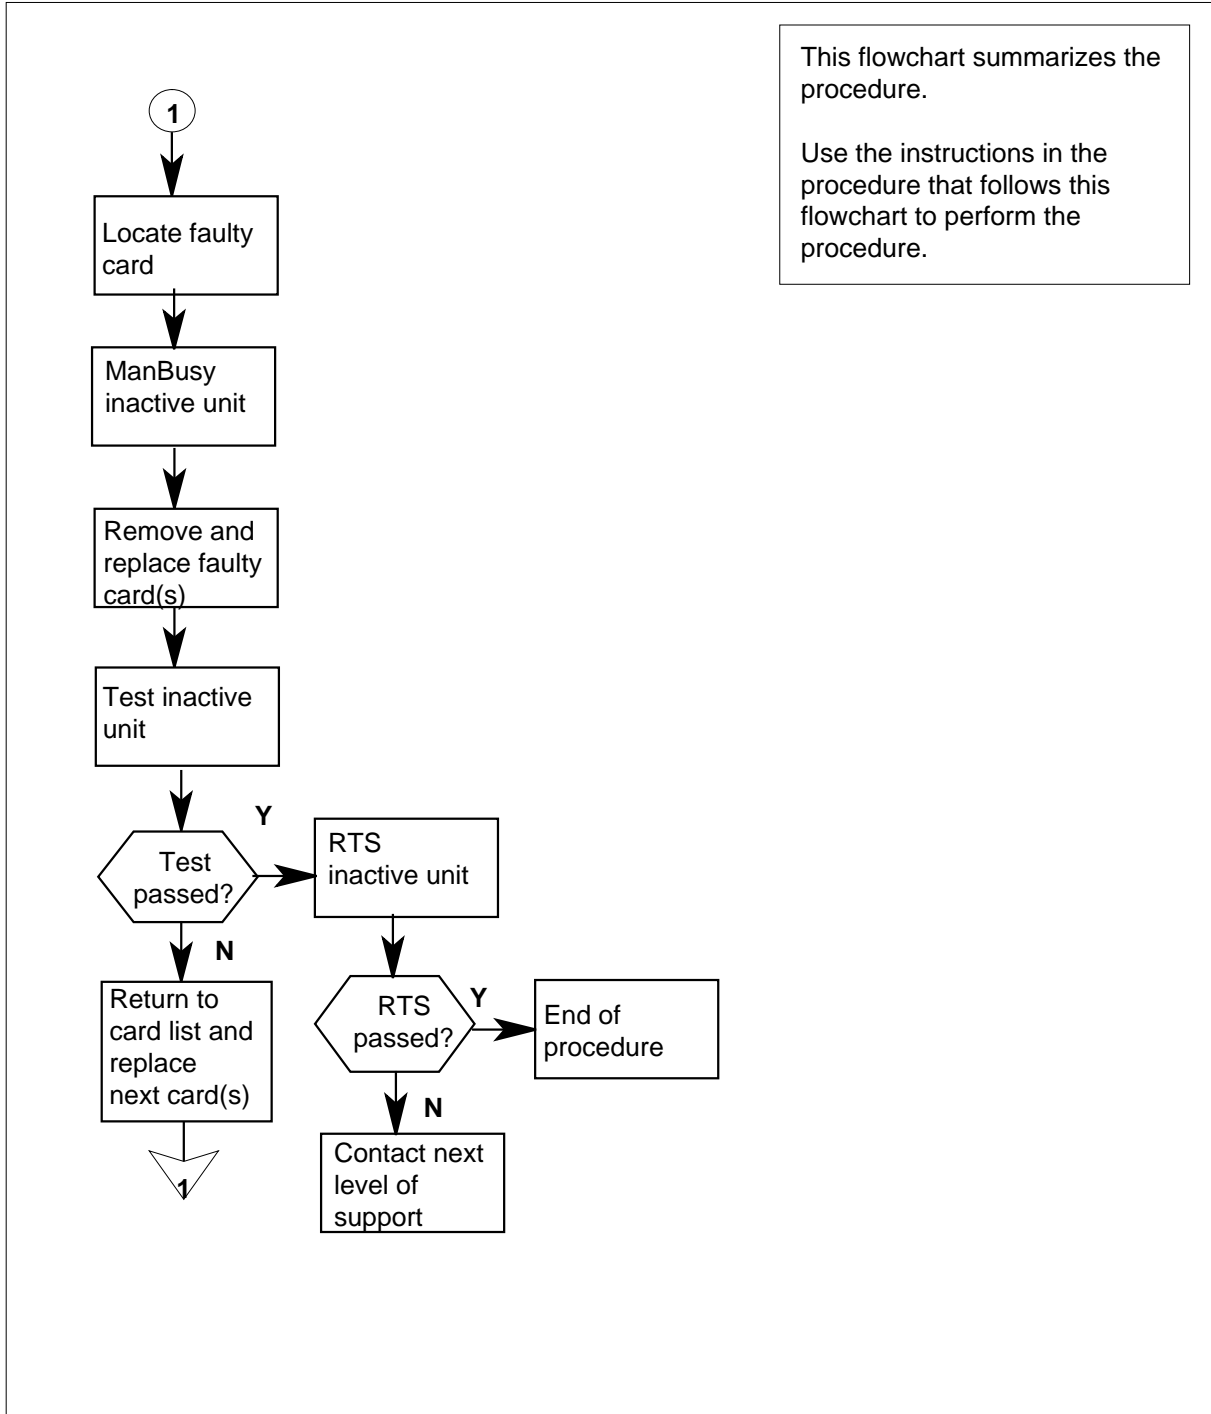 This flowchart summarizes the
procedure.
Use the instructions in the
procedure that follows this
flowchart to perform the
procedure.
1
Locate faulty
card
ManBusy
inactive unit
Remove and
replace faulty
card(s)
Test inactive
unit
Test
passed?
Y
RTS
inactive unit
N
Return to
card list and
replace
next card(s)
1
RTS
passed?
Y
End of
procedure
N
Contact next
level of
support